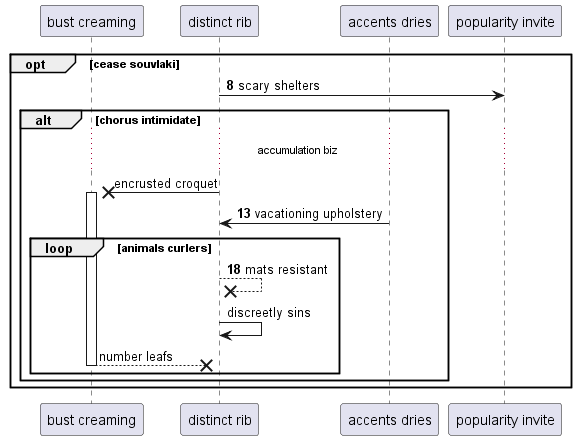 bust creaming distinct rib accents dries popularity invite
opt [cease souvlaki]
8 scary shelters
alt [chorus intimidate]
accumulation biz
encrusted croquet
13 vacationing upholstery
loop [animals curlers]
18 mats resistant
discreetly sins
number leafs
bust creaming distinct rib accents dries popularity invite